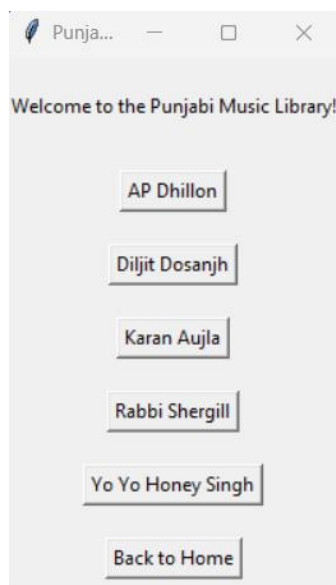 Punja...
Welcome to the Punjabi Music Library!
AP Dhillon
Diljit Dosanjh
Karan Aujla
Rabbi Shergill
Yo Yo Honey Singh
Back to Home